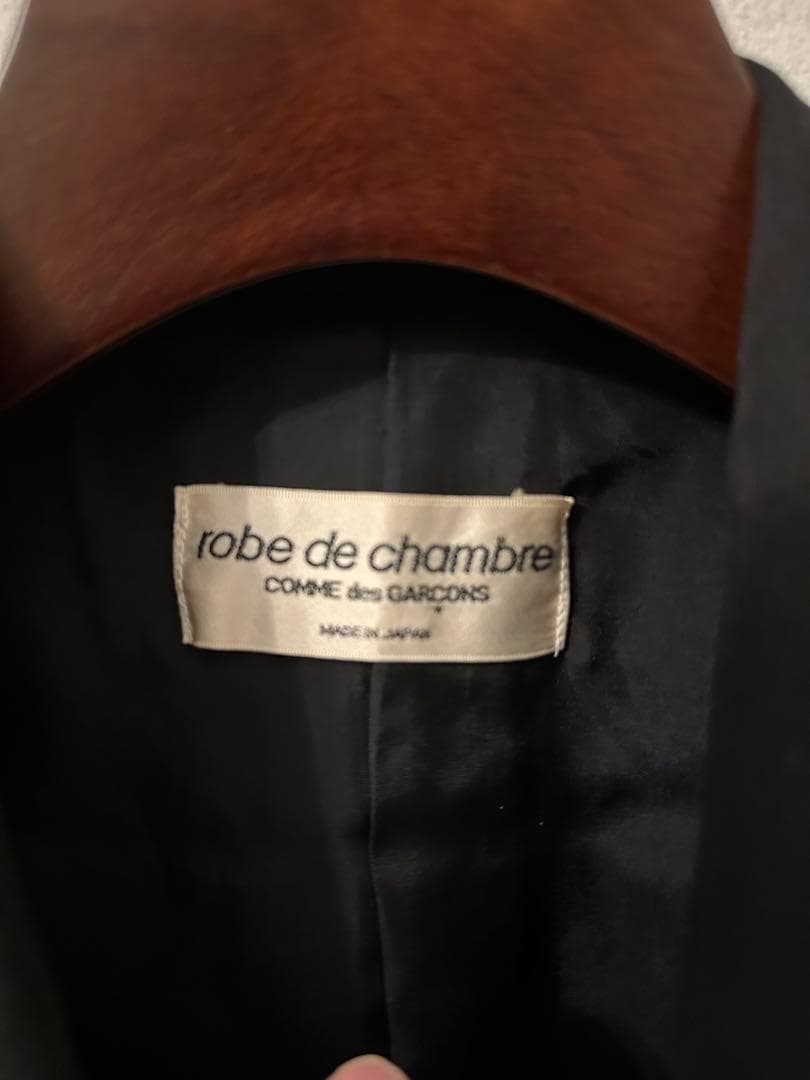 robe de chambre
COMME des GARCONS
MADE IN JAPAN